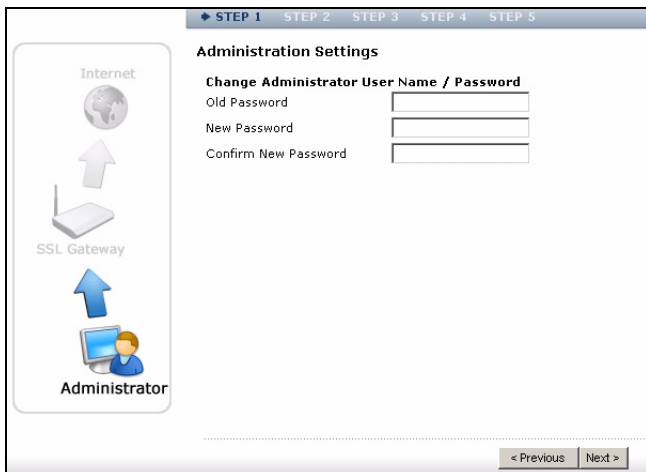 STEP 1 STEP 2 STEP 3 STEP 4 STEP 5
Administration Settings
Internet
Change Administrator User Name / Password
Old Password
New Password
Confirm New Password
SSL Gateway
Administrator
< Previous Next >